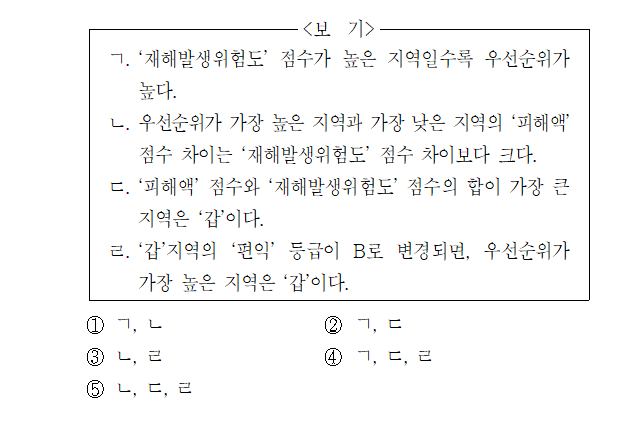 <보 기>
ㄱ. ‘재해발생위험도’ 점수가 높은 지역일수록 우선순위가
높다.
ㄴ. 우선순위가 가장 높은 지역과 가장 낮은 지역의 ‘피해액’
점수 차이는 ‘재해발생위험도’ 점수 차이보다 크다.
ㄷ. ‘피해액’ 점수와 ‘재해발생위험도’ 점수의 합이 가장 큰
지역은 ‘갑’이다.
ㄹ. ‘갑’지역의 ‘편익’ 등급이 B로 변경되면, 우선순위가
가장 높은 지역은 ‘갑’이다.
① ㄱ, ㄴ ② ㄱ, ㄷ
③ ㄴ, ㄹ ④ ㄱ, ㄷ, ㄹ
⑤ ㄴ, ㄷ, ㄹ